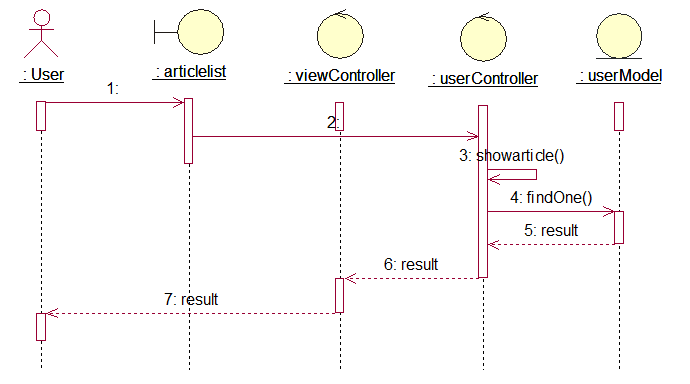 : User
: articlelist
: viewController
: userController
: userModel
1:
2:
3: showarticle()
4: findOne()
5: result
6: result
7: result